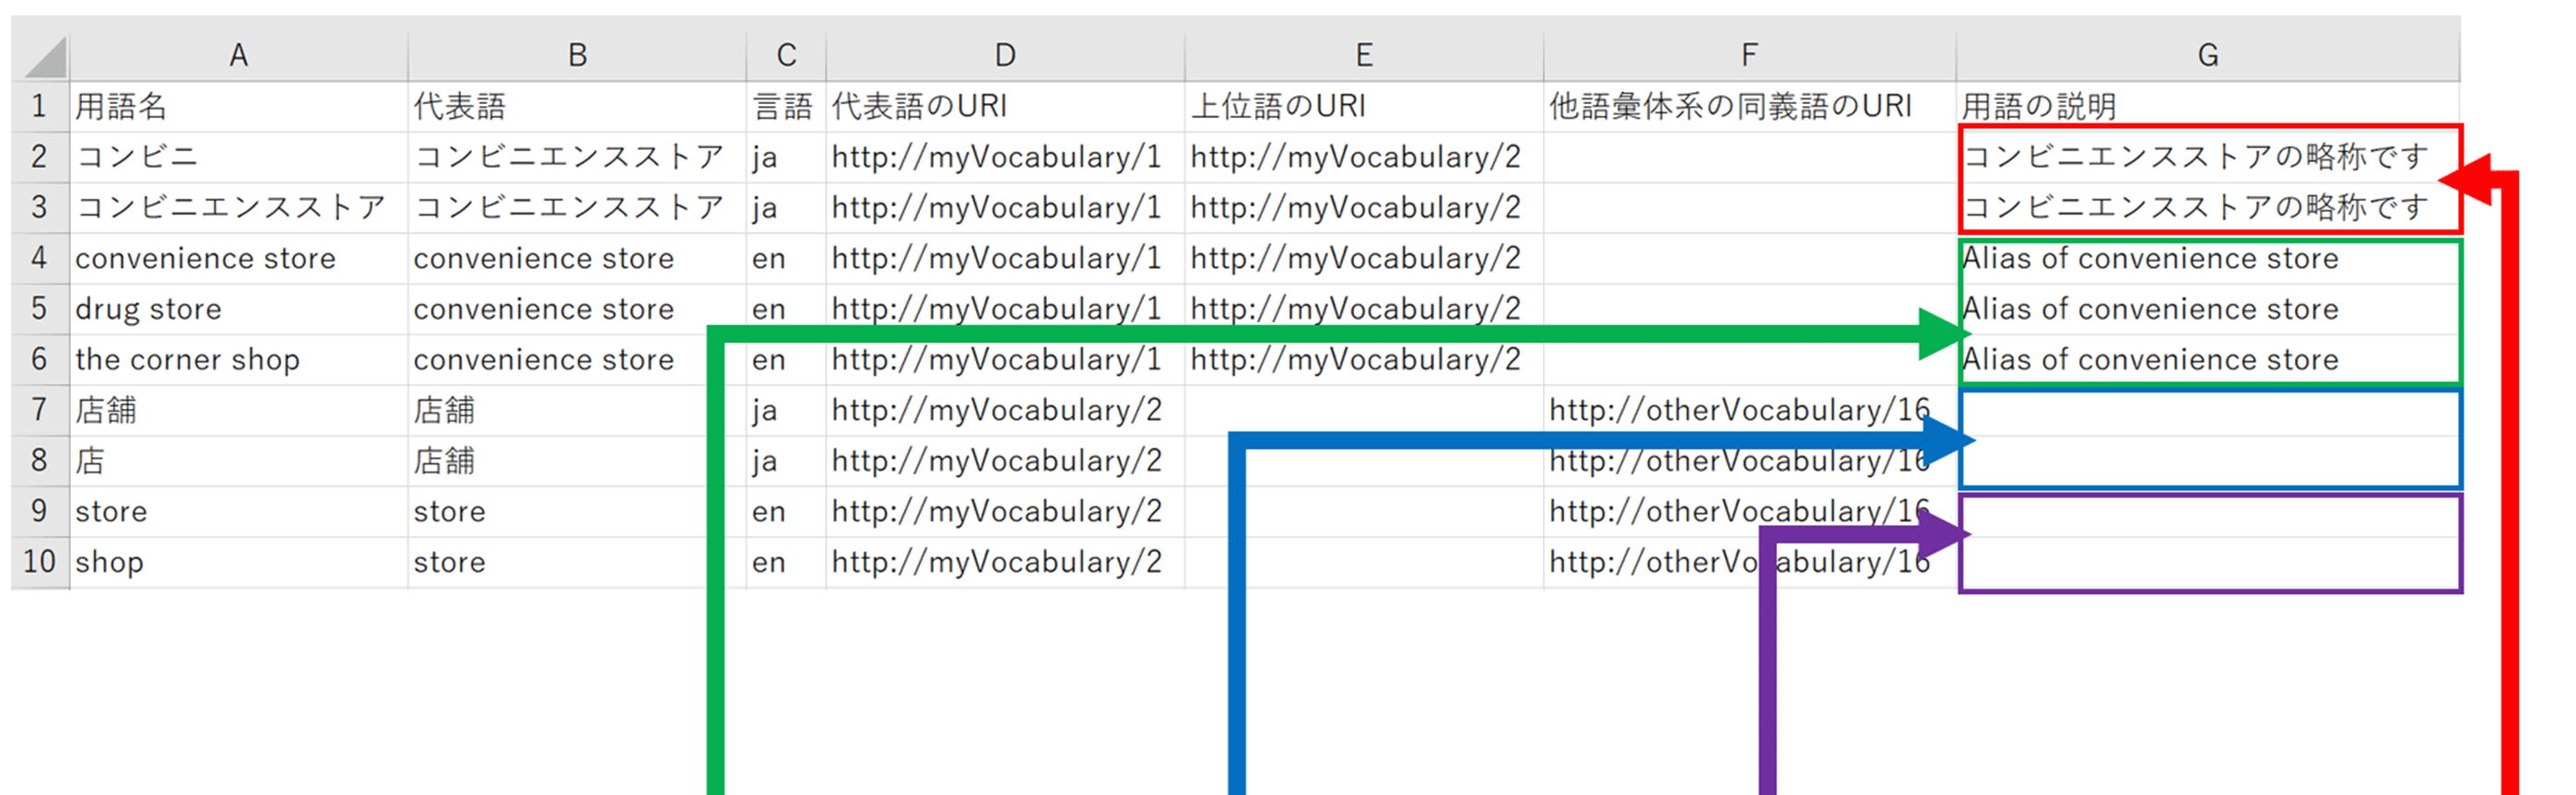 A B C D E F G
1 用語名 代表語 言語 代表語のURI 上位語のURI 他語彙体系の同義語のURI 用語の説明
2 コンビニ コンビニエンスストア ja http://myVocabulary/1 http://myVocabulary/2 コンビニエンスストアの略称です
3 コンビニエンスストア コンビニエンスストア ja http://myVocabulary/1 http://myVocabulary/2 コンビニエンスストアの略称です
4 convenience store convenience store en http://myVocabulary/1 http://myVocabulary/2 Alias of convenience store
5 drug store convenience store en http://myVocabulary/1 http://myVocabulary/2 Alias of convenience store
6 the corner shop convenience store en http://myVocabulary/1 http://myVocabulary/2 Alias of convenience store
7 店舗 店舗 ja http://myVocabulary/2 http://otherVocabulary/16
8 店 店舗 ja http://myVocabulary/2 http://otherVocabulary/16
9 store store en http://myVocabulary/2 http://otherVocabulary/16
10 shop store en http://myVocabulary/2 http://otherVocabulary/16